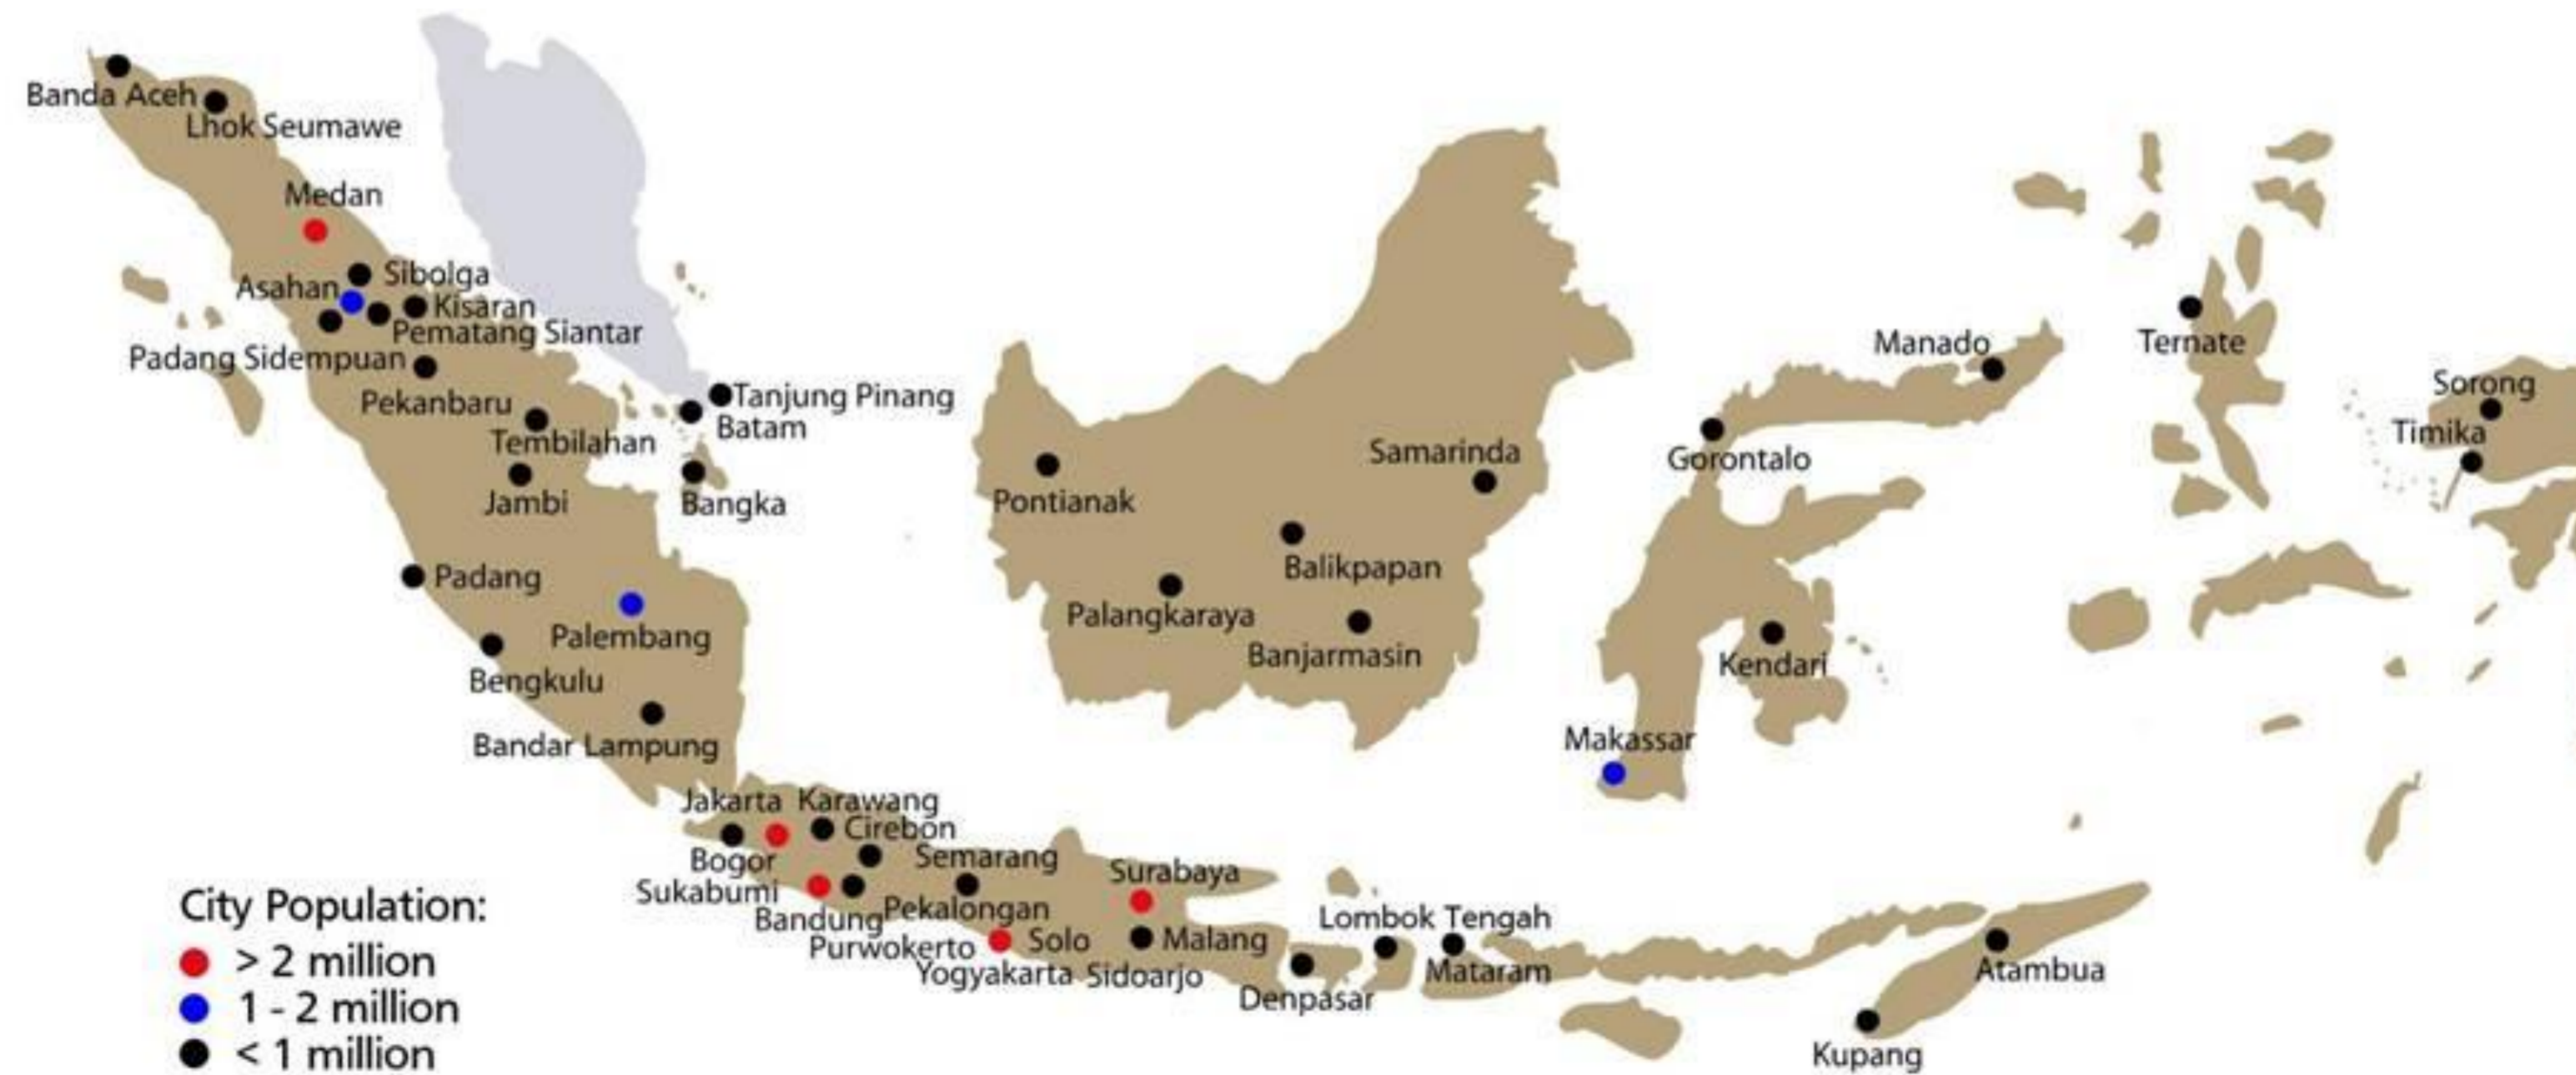 Banda Aceh
Lhok Seumawe
Medan
Sibolga
Asahan
Kisaran
Pematang Siantar
Padang Sidempuan
Pekanbaru
Tanjung Pinang
Batam
Tembilahan
Jambi
Bangka
Padang
Palembang
Bengkulu
Bandar Lampung
Pontianak
Samarinda
Balikpapan
Palangkaraya
Banjarmasin
Manado
Gorontalo
Kendari
Makassar
Ternate
Sorong
Timika
Jakarta Karawang
Cirebon
Bogor
Semarang
Sukabumi
Surabaya
Bandung
Pekalongan
Purwokerto
Solo
Malang
Yogyakarta
Sidoarjo
Lombok Tengah
Mataram
Denpasar
Atambua
Kupang
City Population:
> 2 million
1 - 2 million
< 1 million